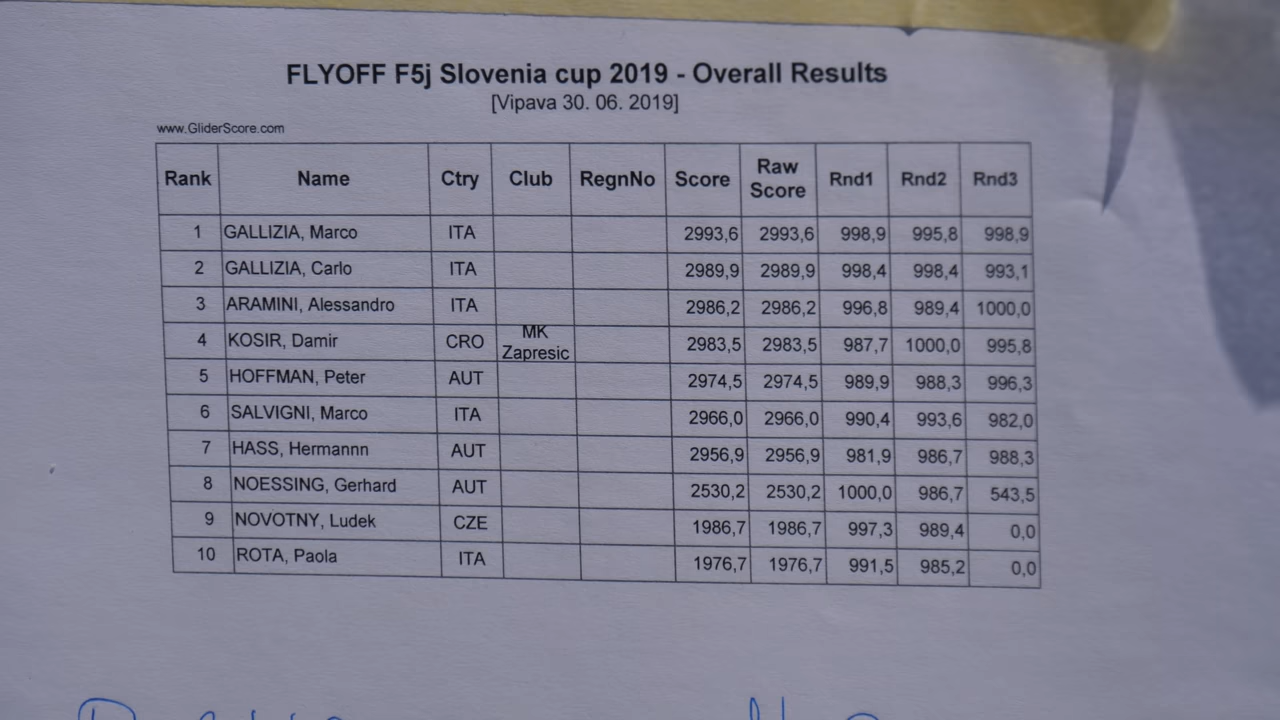 FLYOFF F5j Slovenia cup 2019 - Overall Results
[Vipava 30. 06. 2019]
www.GliderScore.com
Rank Name Ctry Club RegnNo Score Raw Score Rnd1 Rnd2 Rnd3
1 GALLIZIA, Marco ITA 2993,6 2993,6 998,9 995,8 998,9
2 GALLIZIA, Carlo ITA 2989,9 2989,9 998,4 998,4 993,1
3 ARAMINI, Alessandro ITA 2986,2 2986,2 996,8 989,4 1000,0
4 KOSIR, Damir CRO MK Zapresic 2983,5 2983,5 987,7 1000,0 995,8
5 HOFFMAN, Peter AUT 2974,5 2974,5 989,9 988,3 996,3
6 SALVIGNI, Marco ITA 2966,0 2966,0 990,4 993,6 982,0
7 HASS, Hermannn AUT 2956,9 2956,9 981,9 986,7 988,3
8 NOESSING, Gerhard AUT 2530,2 2530,2 1000,0 986,7 543,5
9 NOVOTNY, Ludek CZE 1986,7 1986,7 997,3 989,4 0,0
10 ROTA, Paola ITA 1976,7 1976,7 991,5 985,2 0,0